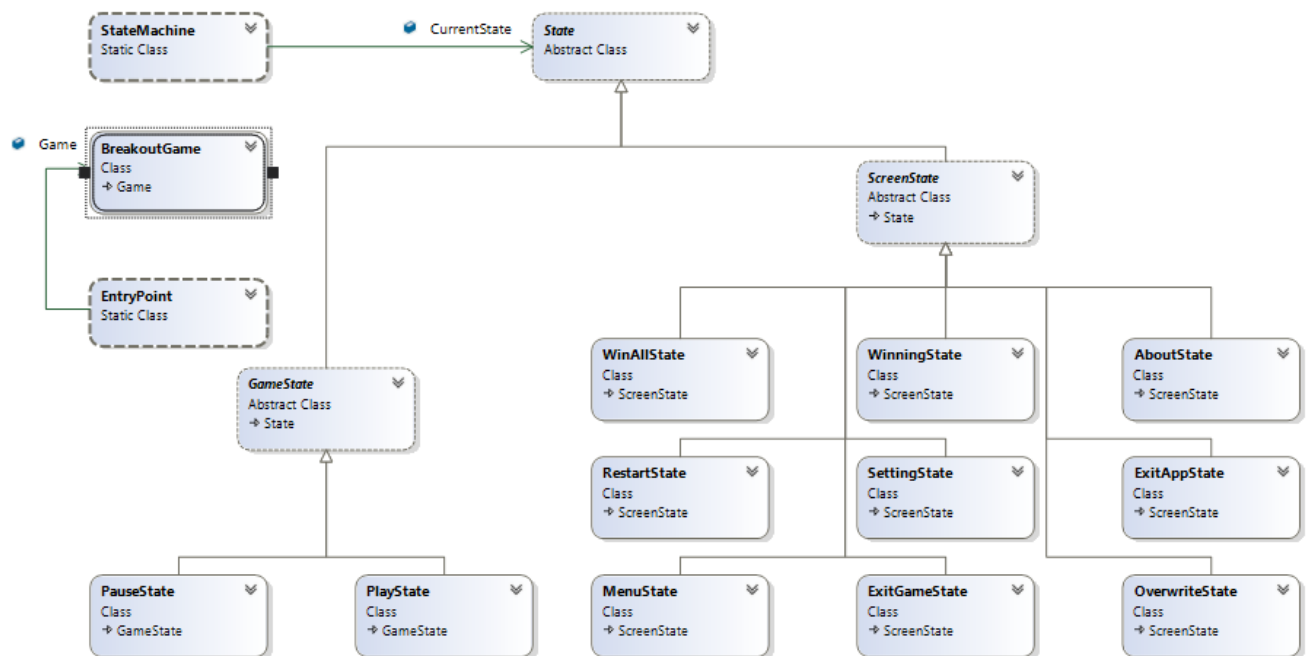 StateMachine
Static Class
CurrentState
State
Abstract Class
Game
BreakoutGame
Class
Game
ScreenState
Abstract Class
State
EntryPoint
Static Class
GameState
Abstract Class
State
WinAllState
Class
ScreenState
WinningState
Class
ScreenState
AboutState
Class
ScreenState
RestartState
Class
ScreenState
SettingState
Class
ScreenState
ExitAppState
Class
ScreenState
PauseState
Class
GameState
PlayState
Class
GameState
MenuState
Class
ScreenState
ExitGameState
Class
ScreenState
OverwriteState
Class
ScreenState